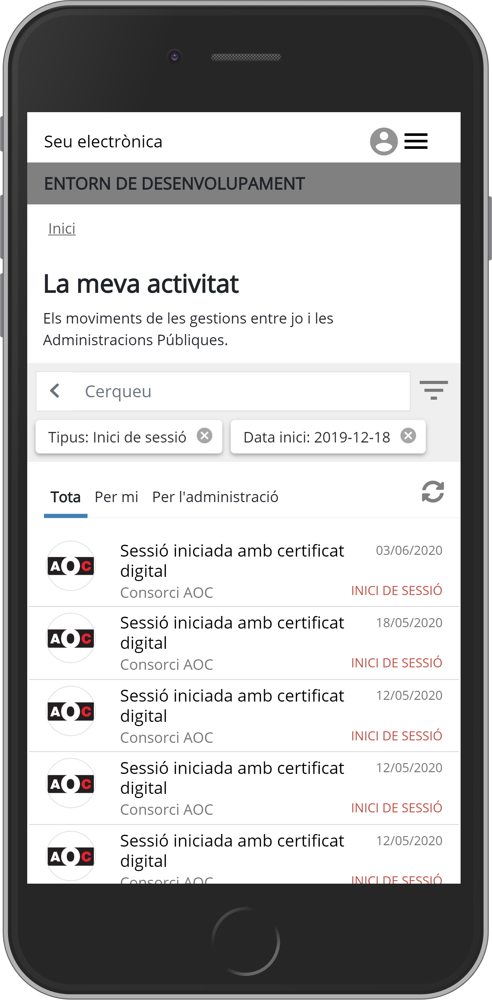 Seu electrònica
ENTORN DE DESENVOLUPAMENT
Inici
La meva activitat
Els moviments de les gestions entre jo i les
Administracions Públiques.
Cerqueu
Tipus: Inici de sessió
Data inici: 2019-12-18
Tota Per mi Per l'administració
AOC
Sessió iniciada amb certificat
digital
03/06/2020
Consorci AOC
INICI DE SESSIÓ
AOC
Sessió iniciada amb certificat
digital
18/05/2020
Consorci AOC
INICI DE SESSIÓ
AOC
Sessió iniciada amb certificat
digital
12/05/2020
Consorci AOC
INICI DE SESSIÓ
AOC
Sessió iniciada amb certificat
digital
12/05/2020
Consorci AOC
INICI DE SESSIÓ
AOC
Sessió iniciada amb certificat
digital
12/05/2020
Consorci AOC
INICI DE SESSIÓ